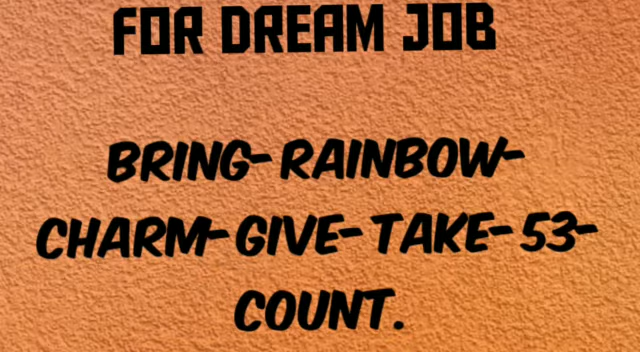 FOR DREAM JOB
BRING-RAINBOW-
CHARM-GIVE-TAKE-53-
COUNT.